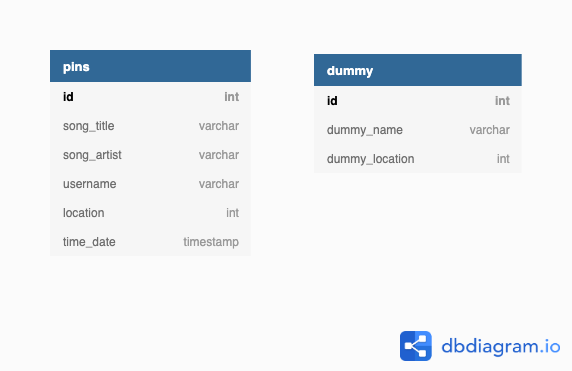 pins
id int
song_title varchar
song_artist varchar
username varchar
location int
time_date timestamp
dummy
id int
dummy_name varchar
dummy_location int
dbdiagram.io